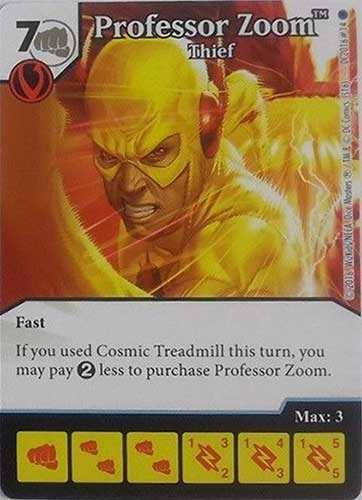 7
Professor Zoom™
Thief
Fast
If you used Cosmic Treadmill this turn, you
may pay 2 less to purchase Professor Zoom.
Max: 3
1 3
2
1 4
3
1 5
5